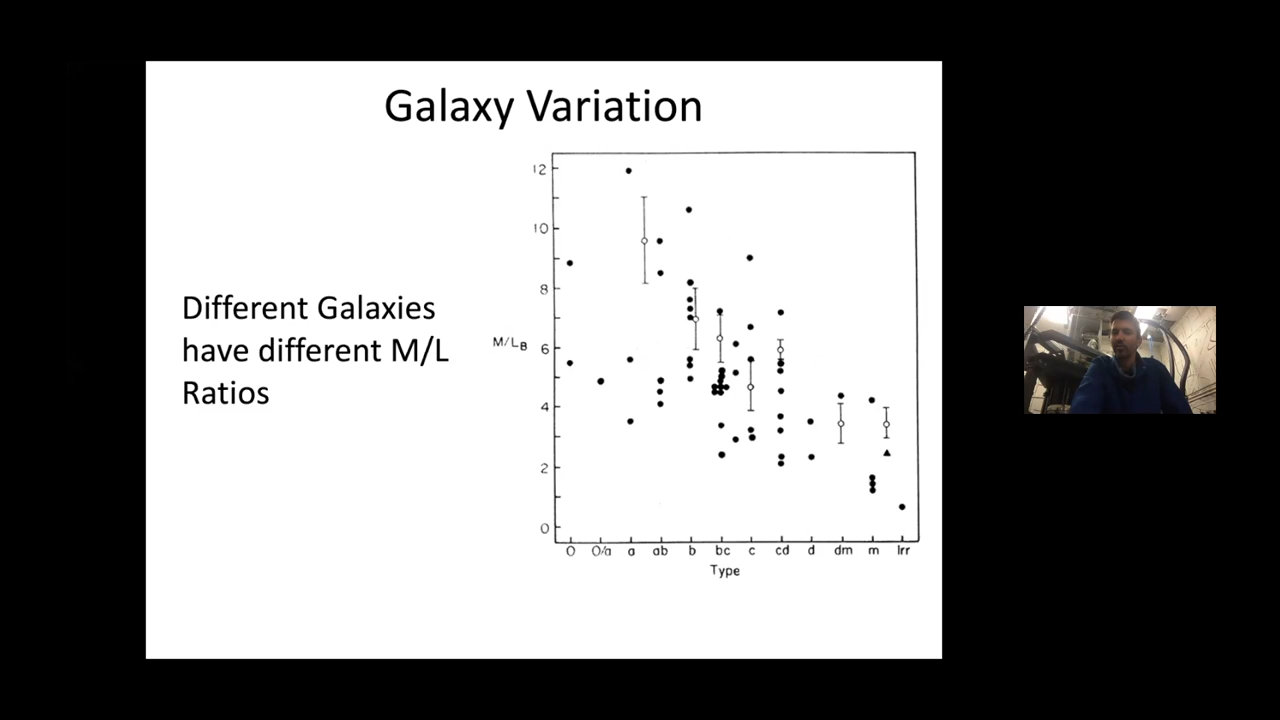 Galaxy Variation
Different Galaxies
have different M/L
Ratios
12
10
8
M/L_B
6
4
2
0
O O/a a ab b bc c cd d dm m Irr
Type